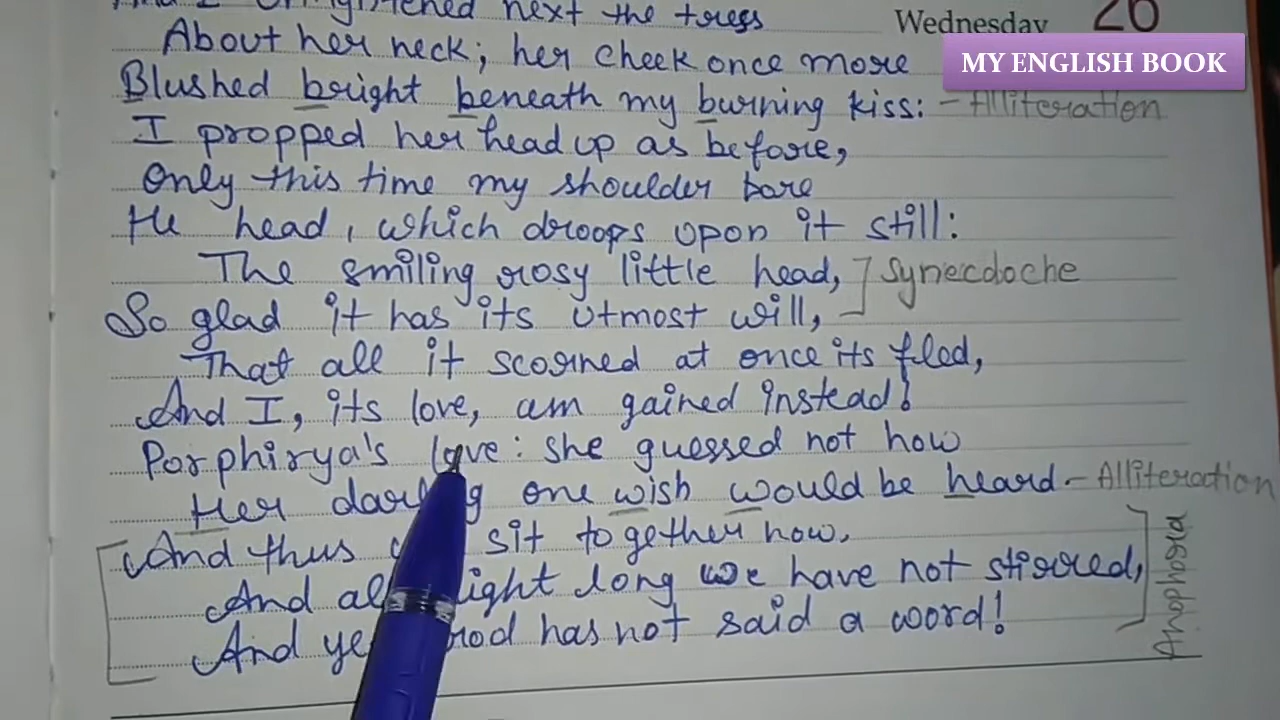 next the tress
Wednesday 26
MY ENGLISH BOOK
About her neck; her cheek once more
Blushed bright beneath my burning kiss: - Alliteration
I propped her head up as before,
Only this time my shoulder bore
He head, which droops upon it still:
The smiling rosy little head, ] Synecdoche
So glad it has its utmost will,
That all it scorned at once its fled,
And I, its love, am gained instead!
Porphirya's love: she guessed not how
Her darling one wish would be heard - Alliteration
And thus sit together now.
And all night long we have not stirred,
And yet God has not said a word!
Anophora